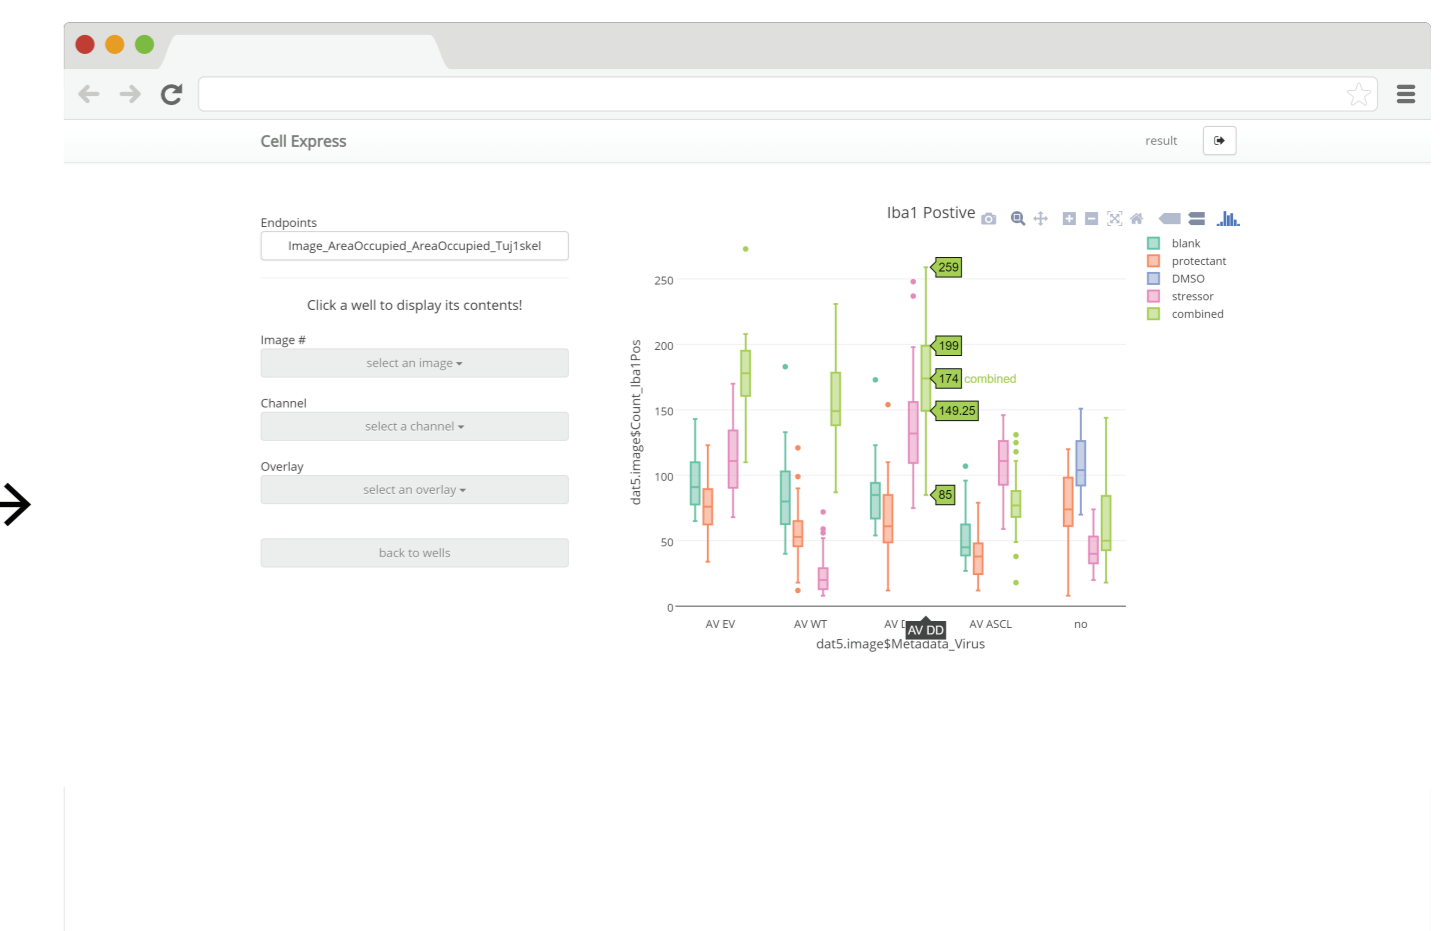 Cell Express
result
Endpoints
Image_AreaOccupied_AreaOccupied_Tuj1skel
Click a well to display its contents!
Image #
select an image
Channel
select a channel
Overlay
select an overlay
back to wells
Iba1 Postive
blank
protectant
DMSO
stressor
combined
dat5.image$Count_Iba1Pos
250
200
150
100
50
0
259
199
174 combined
149.25
85
AV EV
AV WT
AV
AV DD
AV ASCL
no
dat5.image$Metadata_Virus